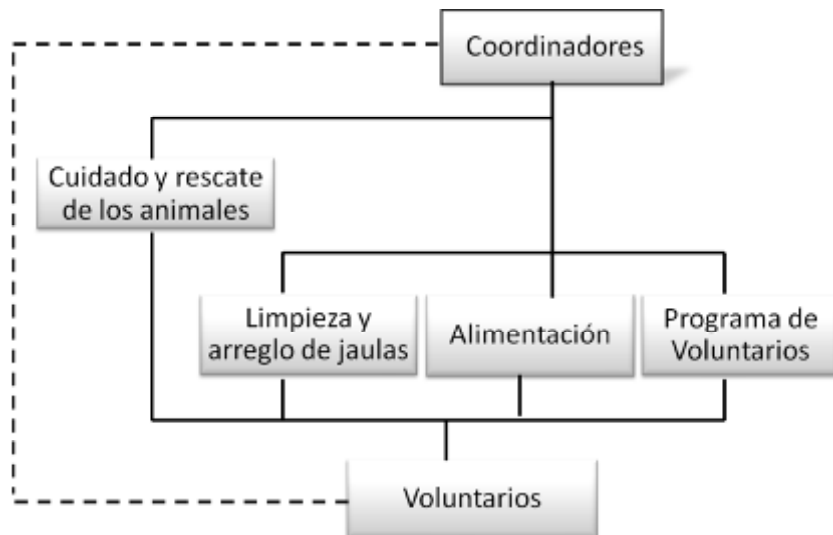 Coordinadores
Cuidado y rescate
de los animales
Limpieza y
arreglo de jaulas
Alimentación
Programa de
Voluntarios
Voluntarios